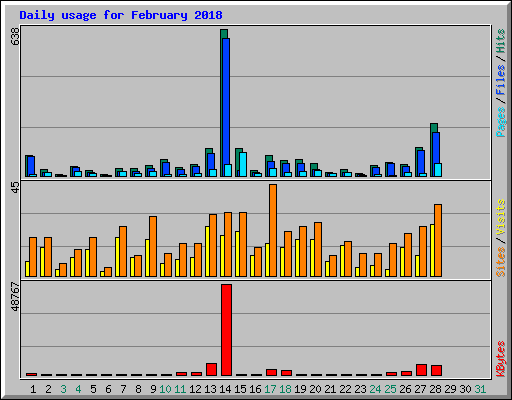 Daily usage for February 2018
638
Pages / Files / Hits
45
Sites / Visits
48767
KBytes
1 2 3 4 5 6 7 8 9 10 11 12 13 14 15 16 17 18 19 20 21 22 23 24 25 26 27 28 29 30 31